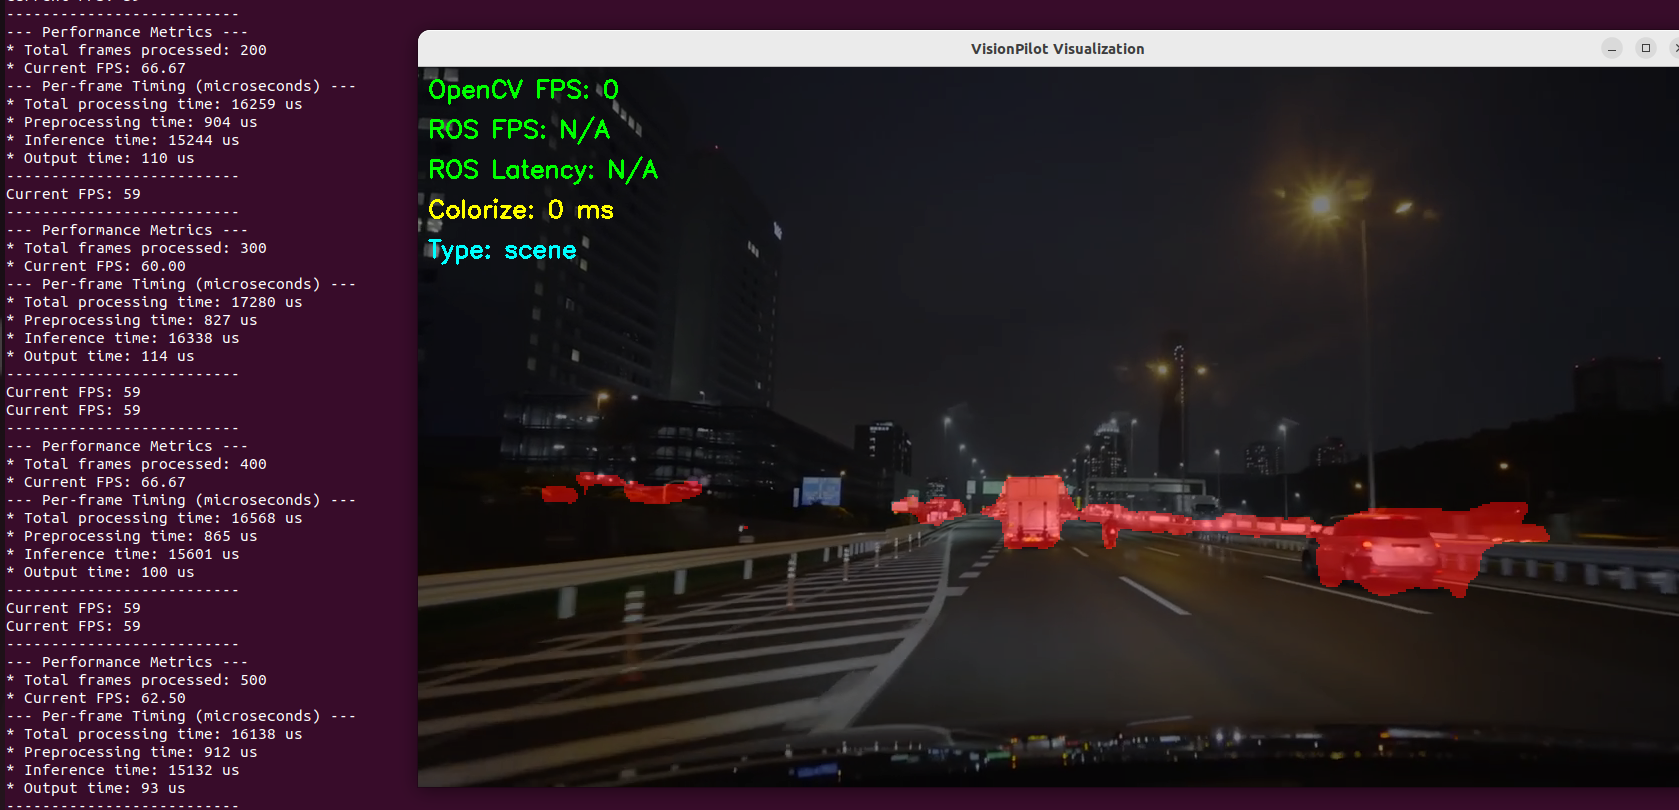 --------------------------
--- Performance Metrics ---
* Total frames processed: 200
* Current FPS: 66.67
--- Per-frame Timing (microseconds) ---
* Total processing time: 16259 us
* Preprocessing time: 904 us
* Inference time: 15244 us
* Output time: 110 us
--------------------------
Current FPS: 59
--------------------------
--- Performance Metrics ---
* Total frames processed: 300
* Current FPS: 60.00
--- Per-frame Timing (microseconds) ---
* Total processing time: 17280 us
* Preprocessing time: 827 us
* Inference time: 16338 us
* Output time: 114 us
--------------------------
Current FPS: 59
Current FPS: 59
--------------------------
--- Performance Metrics ---
* Total frames processed: 400
* Current FPS: 66.67
--- Per-frame Timing (microseconds) ---
* Total processing time: 16568 us
* Preprocessing time: 865 us
* Inference time: 15601 us
* Output time: 100 us
--------------------------
Current FPS: 59
Current FPS: 59
--------------------------
--- Performance Metrics ---
* Total frames processed: 500
* Current FPS: 62.50
--- Per-frame Timing (microseconds) ---
* Total processing time: 16138 us
* Preprocessing time: 912 us
* Inference time: 15132 us
* Output time: 93 us
--------------------------
VisionPilot Visualization
OpenCV FPS: 0
ROS FPS: N/A
ROS Latency: N/A
Colorize: 0 ms
Type: scene